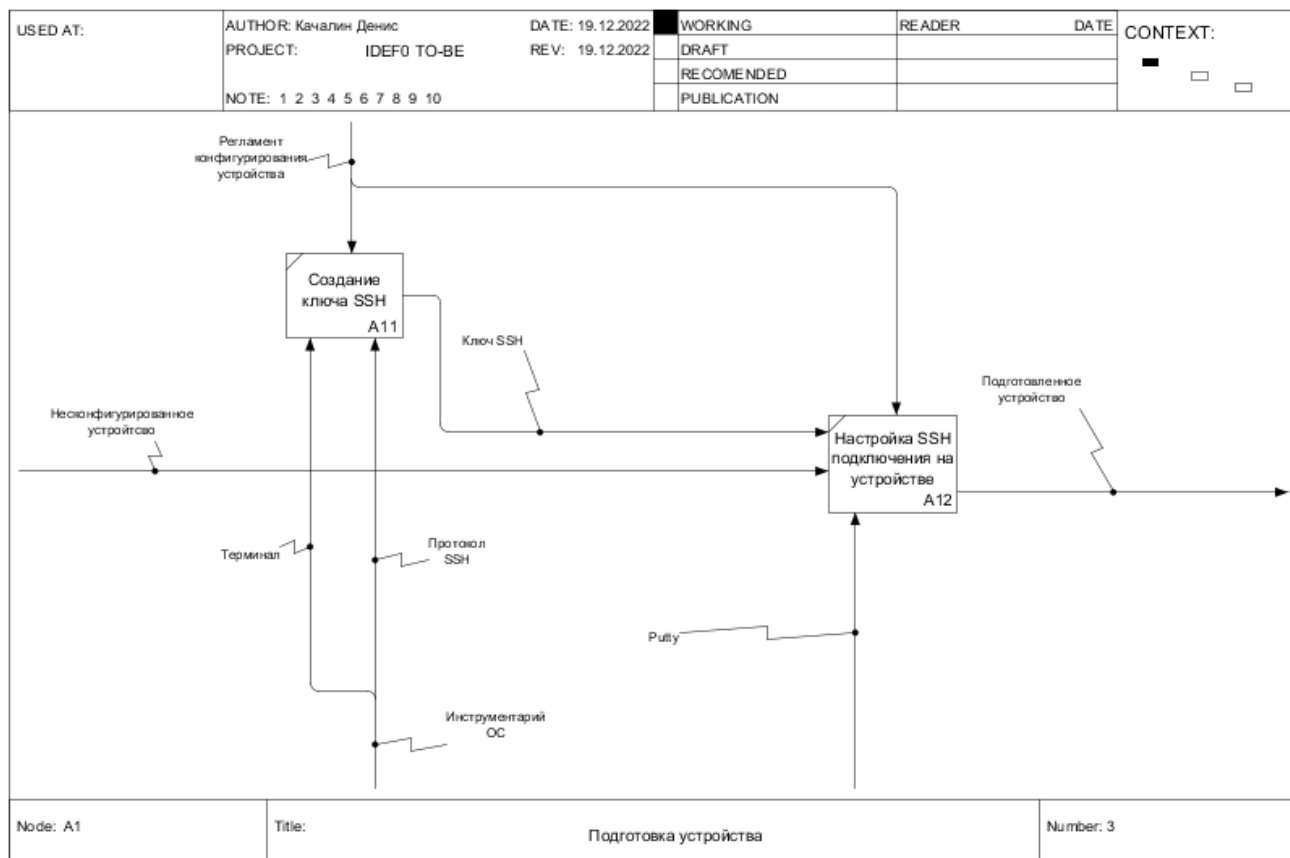 USED AT:
AUTHOR: Качалин Денис
DATE: 19.12.2022
PROJECT: IDEF0 TO-BE
REV: 19.12.2022
NOTE: 1 2 3 4 5 6 7 8 9 10
WORKING
DRAFT
RECOMENDED
PUBLICATION
READER DATE
CONTEXT:
Регламент
конфигурирования
устройства
Создание
ключа SSH
A11
Ключ SSH
Подготовленное
устройство
Несконфигурированное
устройтсво
Настройка SSH
подключения на
устройстве
A12
Терминал
Протокол
SSH
Putty
Инструментарий
ОС
Node: A1
Title:
Подготовка устройства
Number: 3